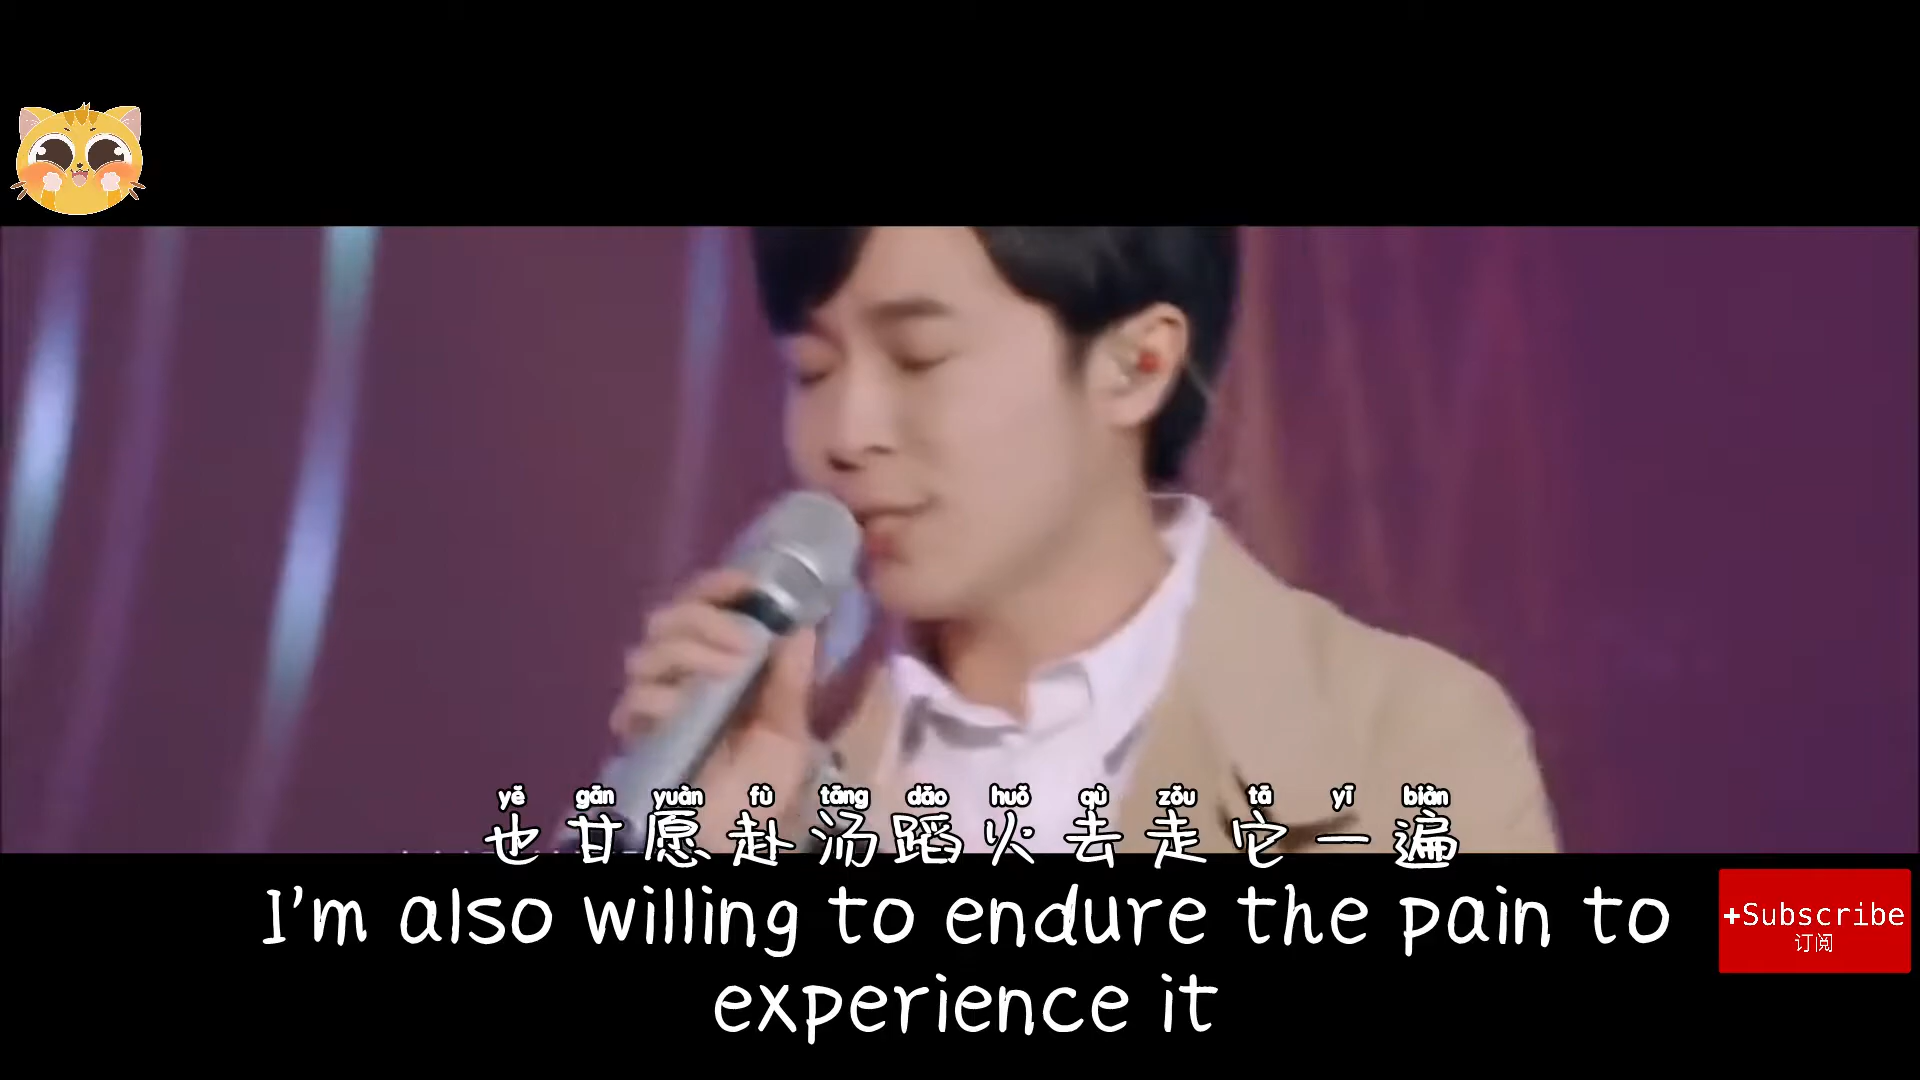 yě gān yuàn fù tāng dǎo huǒ qù zǒu tā yī biàn
也甘愿赴汤蹈火去走它一遍
I'm also willing to endure the pain to
experience it
+Subscribe
订阅